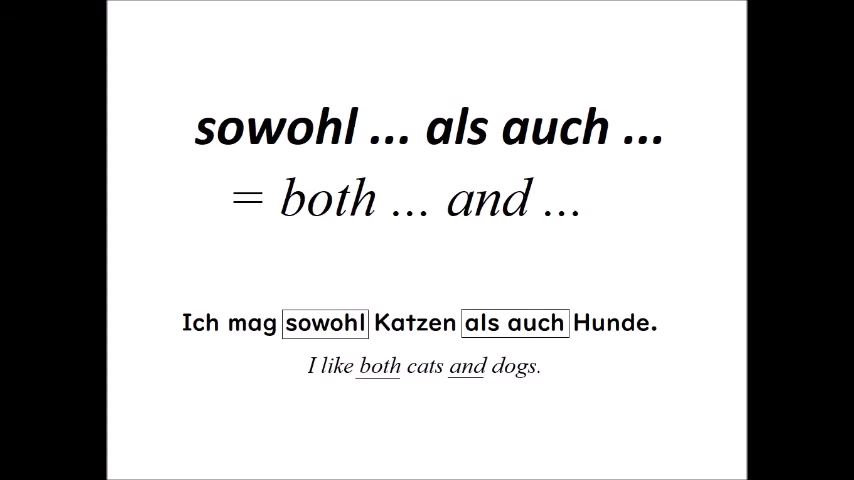 sowohl ... als auch ...
= both ... and ...
Ich mag sowohl Katzen als auch Hunde.
I like both cats and dogs.